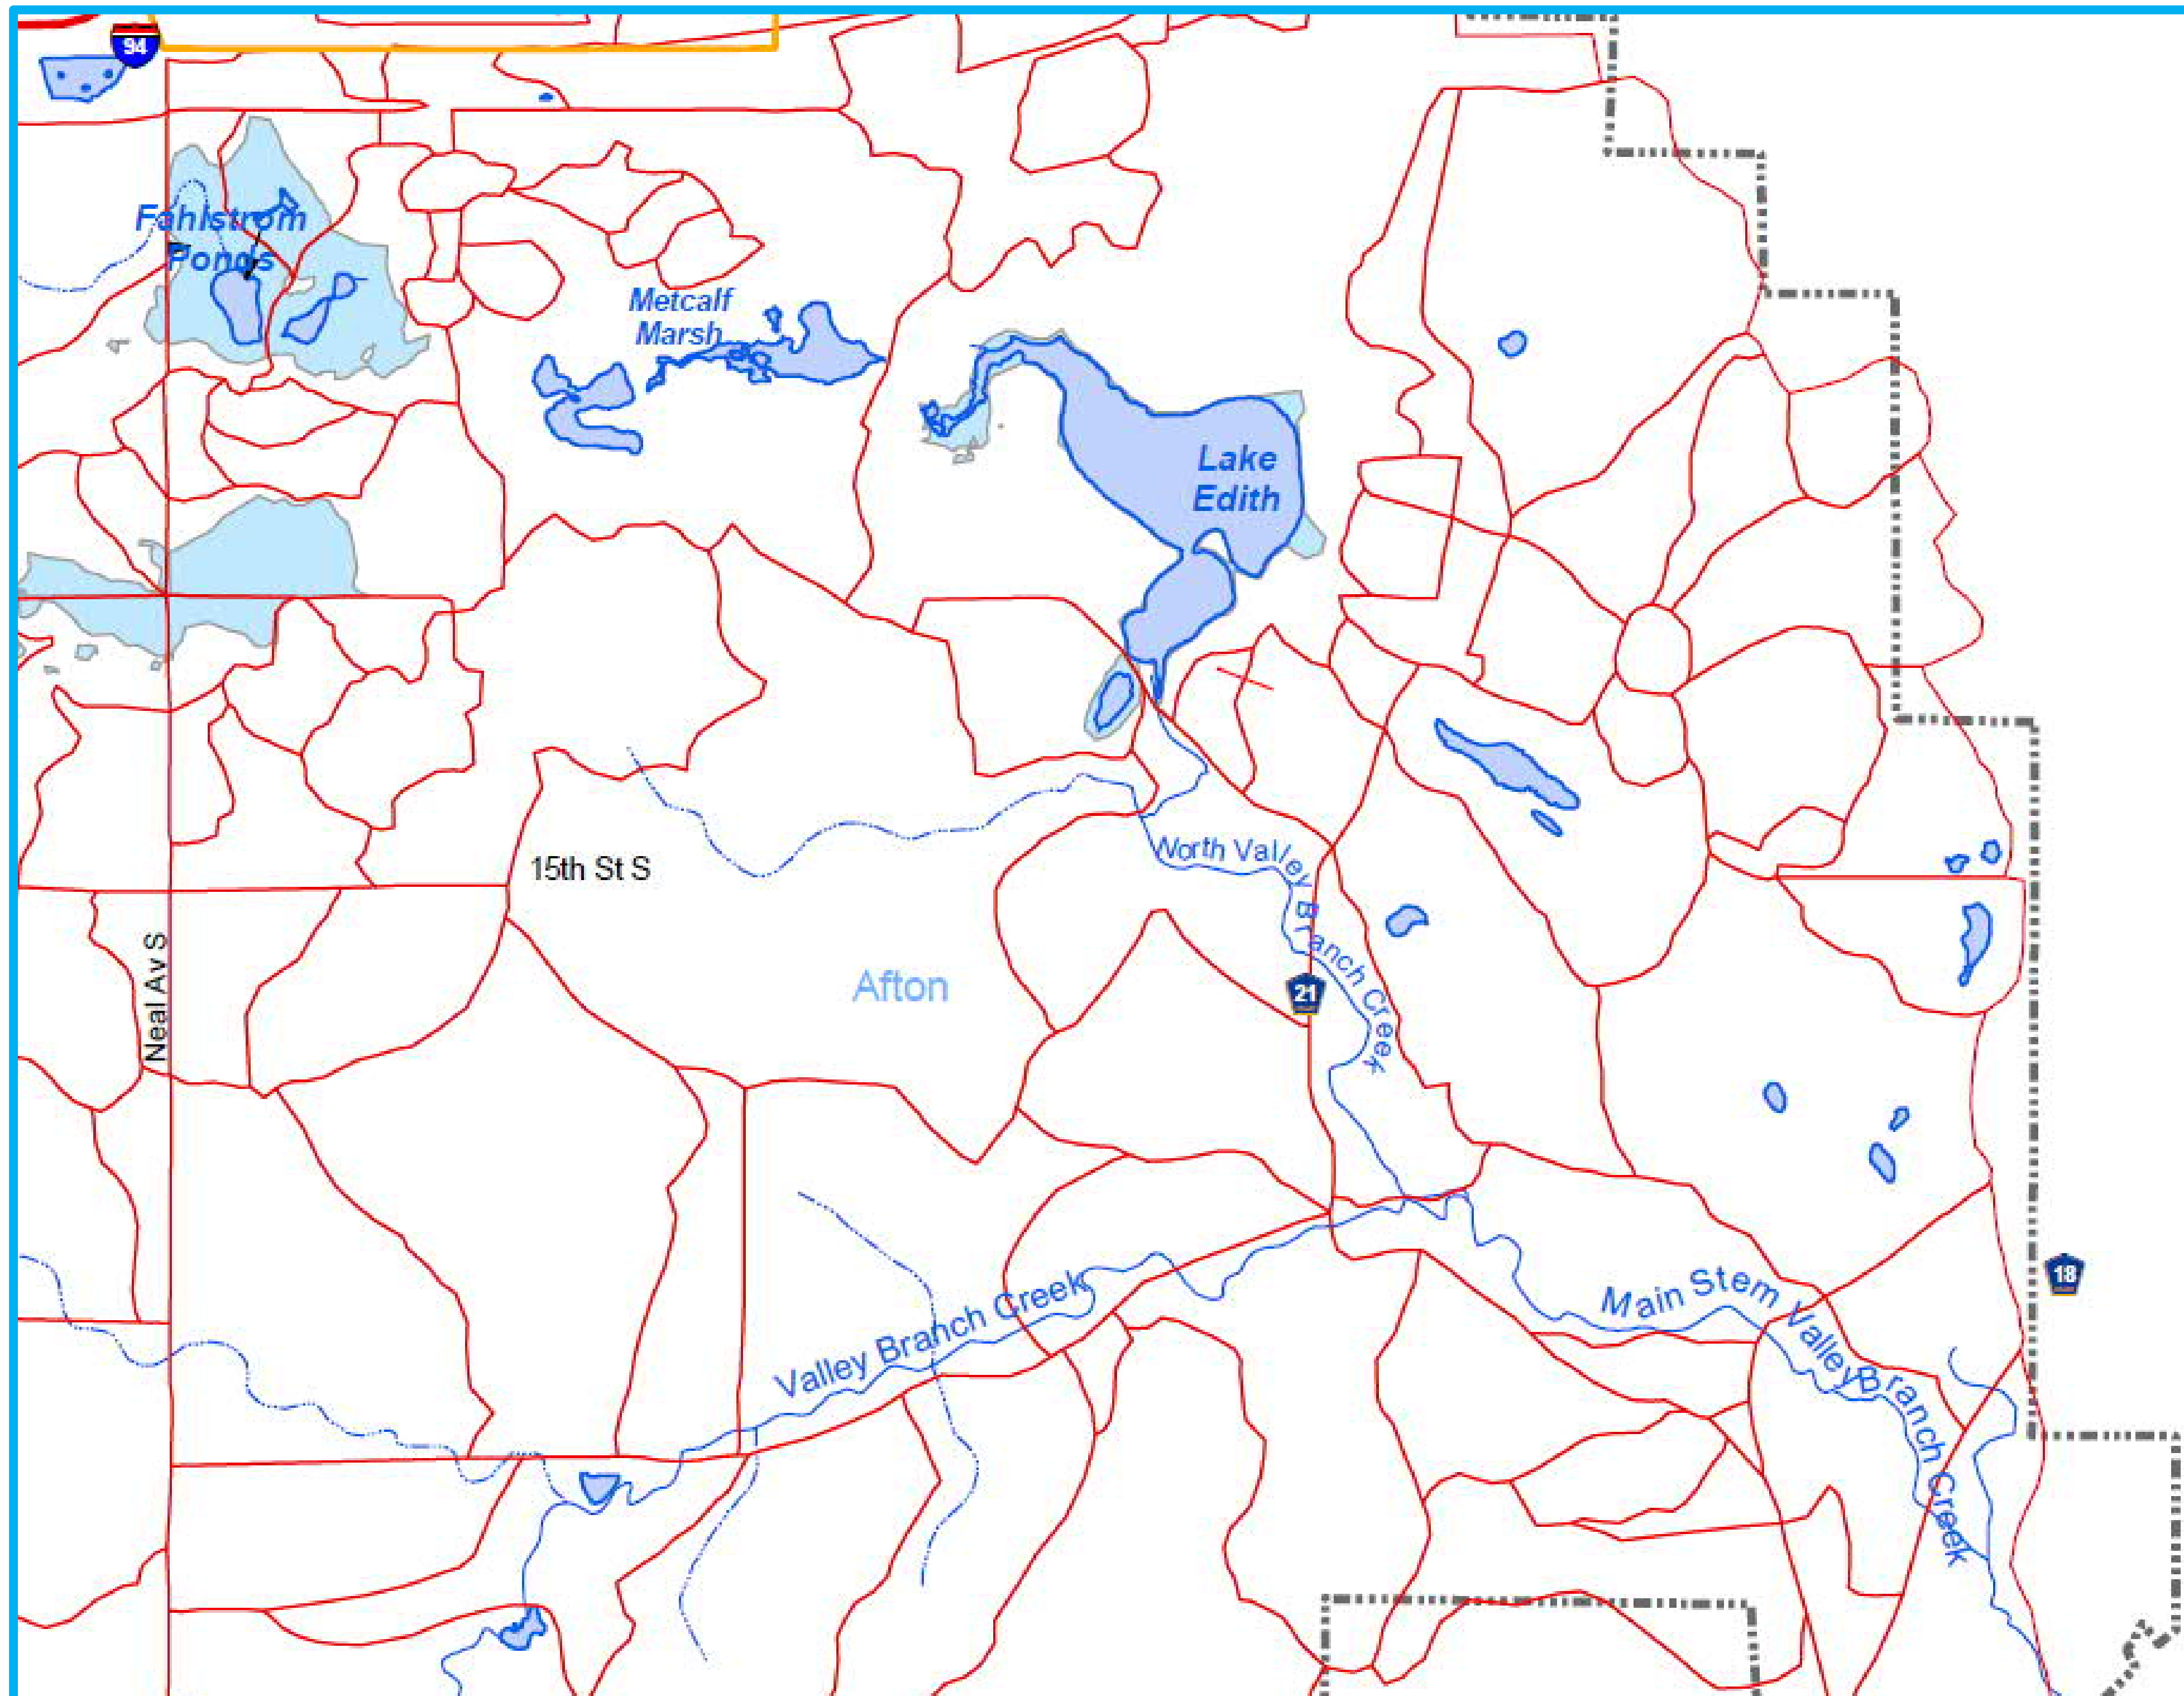 94
Fahlstrom
Ponds
Metcalf
Marsh
Lake
Edith
15th St S
North Valley Branch Creek
Neal Av S
Afton
21
18
Valley Branch Creek
Main Stem Valley Branch Creek